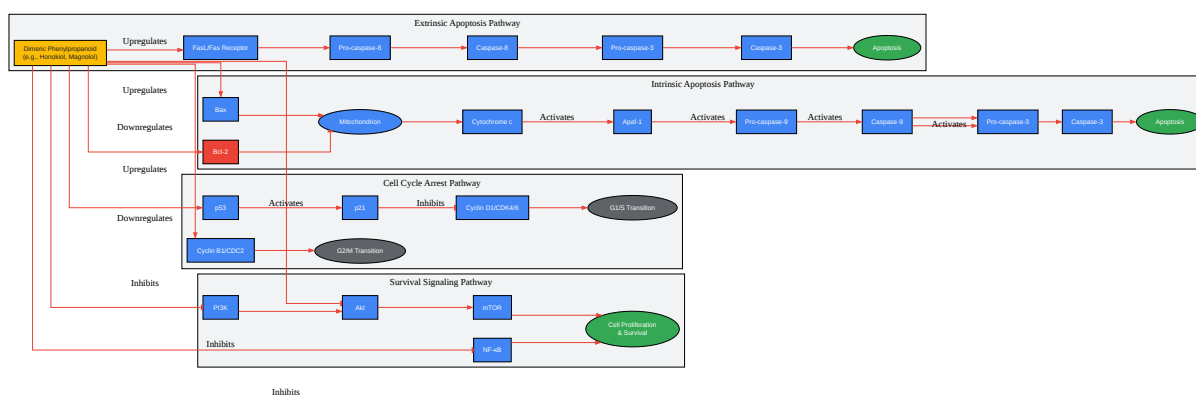 Extrinsic Apoptosis Pathway
Dimeric Phenylpropanoid
(e.g., Honokiol, Magnolol)
Upregulates
FasL/Fas Receptor
Pro-caspase-8
Caspase-8
Pro-caspase-3
Caspase-3
Apoptosis
Intrinsic Apoptosis Pathway
Upregulates
Bax
Downregulates
Mitochondrion
Cytochrome c
Activates
Apaf-1
Activates
Pro-caspase-9
Activates
Caspase-9
Activates
Pro-caspase-3
Caspase-3
Apoptosis
Bcl-2
Upregulates
Cell Cycle Arrest Pathway
p53
Activates
p21
Inhibits
Cyclin D1/CDK4/6
G1/S Transition
Downregulates
Cyclin B1/CDC2
G2/M Transition
Inhibits
Survival Signaling Pathway
PI3K
Akt
mTOR
Cell Proliferation
& Survival
Inhibits
NF-κB
Inhibits